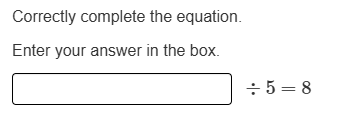 Correctly complete the equation.
Enter your answer in the box.
÷ 5 = 8